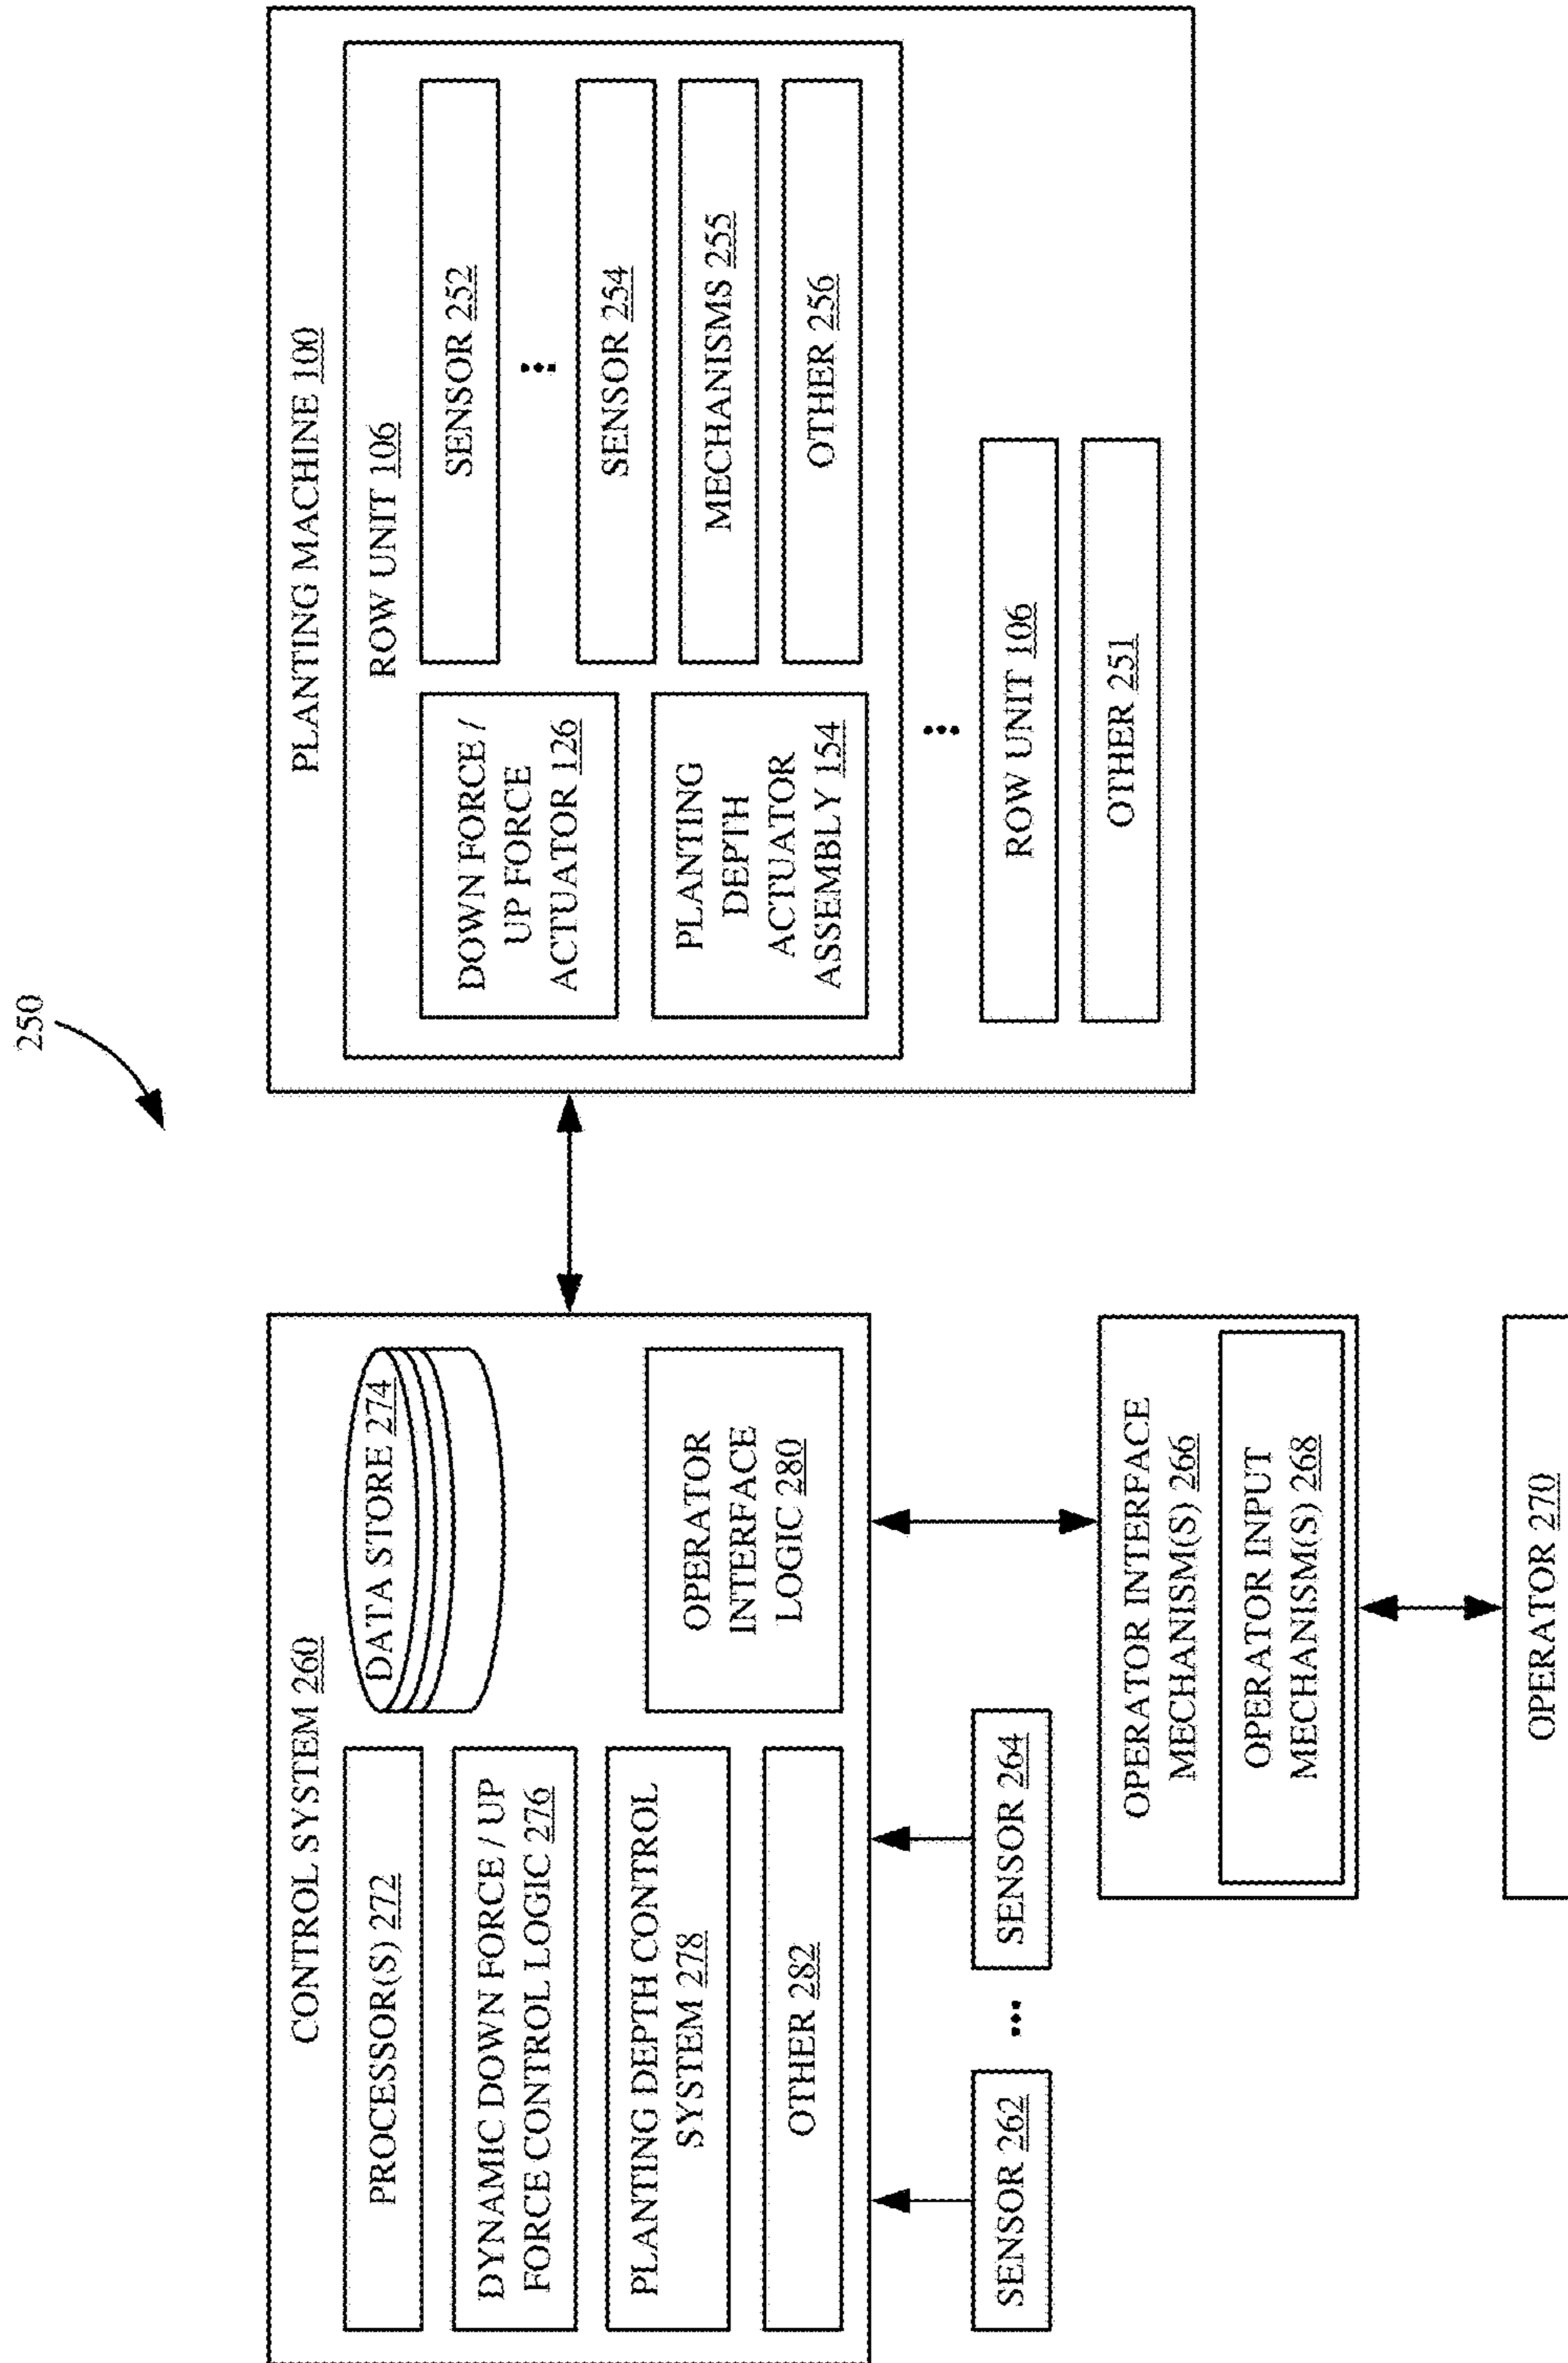 250
CONTROL SYSTEM 260
PROCESSOR(S) 272
DYNAMIC DOWN FORCE / UP
FORCE CONTROL LOGIC 276
PLANTING DEPTH CONTROL
SYSTEM 278
OTHER 282
DATA STORE 274
OPERATOR
INTERFACE
LOGIC 280
SENSOR 262
...
SENSOR 264
OPERATOR INTERFACE
MECHANISM(S) 266
OPERATOR INPUT
MECHANISM(S) 268
OPERATOR 270
PLANTING MACHINE 100
ROW UNIT 106
DOWN FORCE /
UP FORCE
ACTUATOR 126
PLANTING
DEPTH
ACTUATOR
ASSEMBLY 154
SENSOR 252
...
SENSOR 254
MECHANISMS 255
OTHER 256
...
ROW UNIT 106
OTHER 251